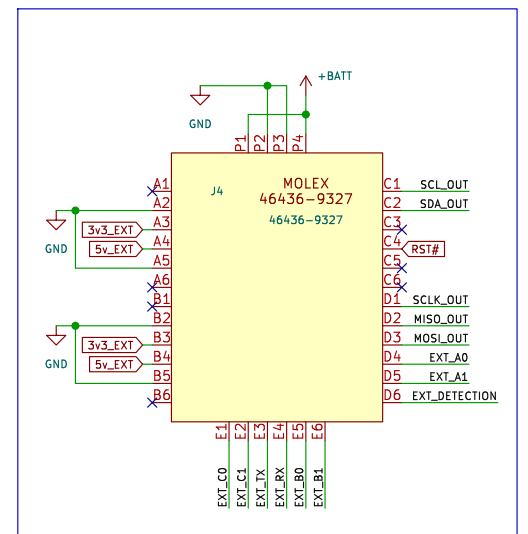 +BATT
GND
P1 P2 P3 P4
J4
MOLEX
46436-9327
46436-9327
A1
A2
GND
3v3_EXT A3
5v_EXT A4
A5
A6
B1
B2
GND
3v3_EXT B3
5v_EXT B4
B5
B6
C1 SCL_OUT
C2 SDA_OUT
C3
C4 RST#
C5
C6
D1 SCLK_OUT
D2 MISO_OUT
D3 MOSI_OUT
D4 EXT_A0
D5 EXT_A1
D6 EXT_DETECTION
E1 E2 E3 E4 E5 E6
EXT_C0
EXT_C1
EXT_TX
EXT_RX
EXT_B0
EXT_B1